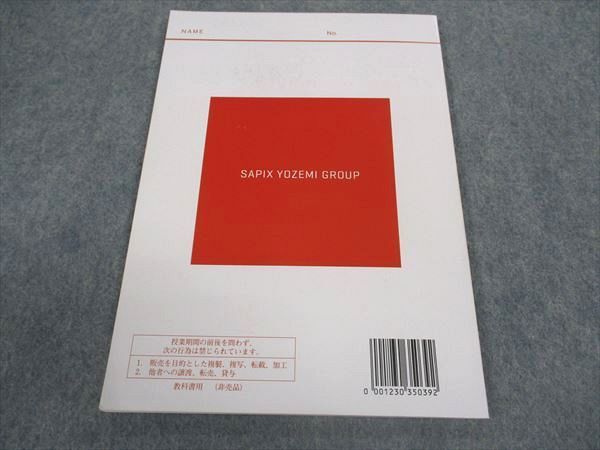 NAME No.
SAPIX YOZEMI GROUP
授業期間の前後を問わず、
次の行為は禁じられています。
1. 販売を目的とした複製、複写、転載、加工
2. 他者への譲渡、転売、貸与
教科書用 （非売品）
0 001230 350392